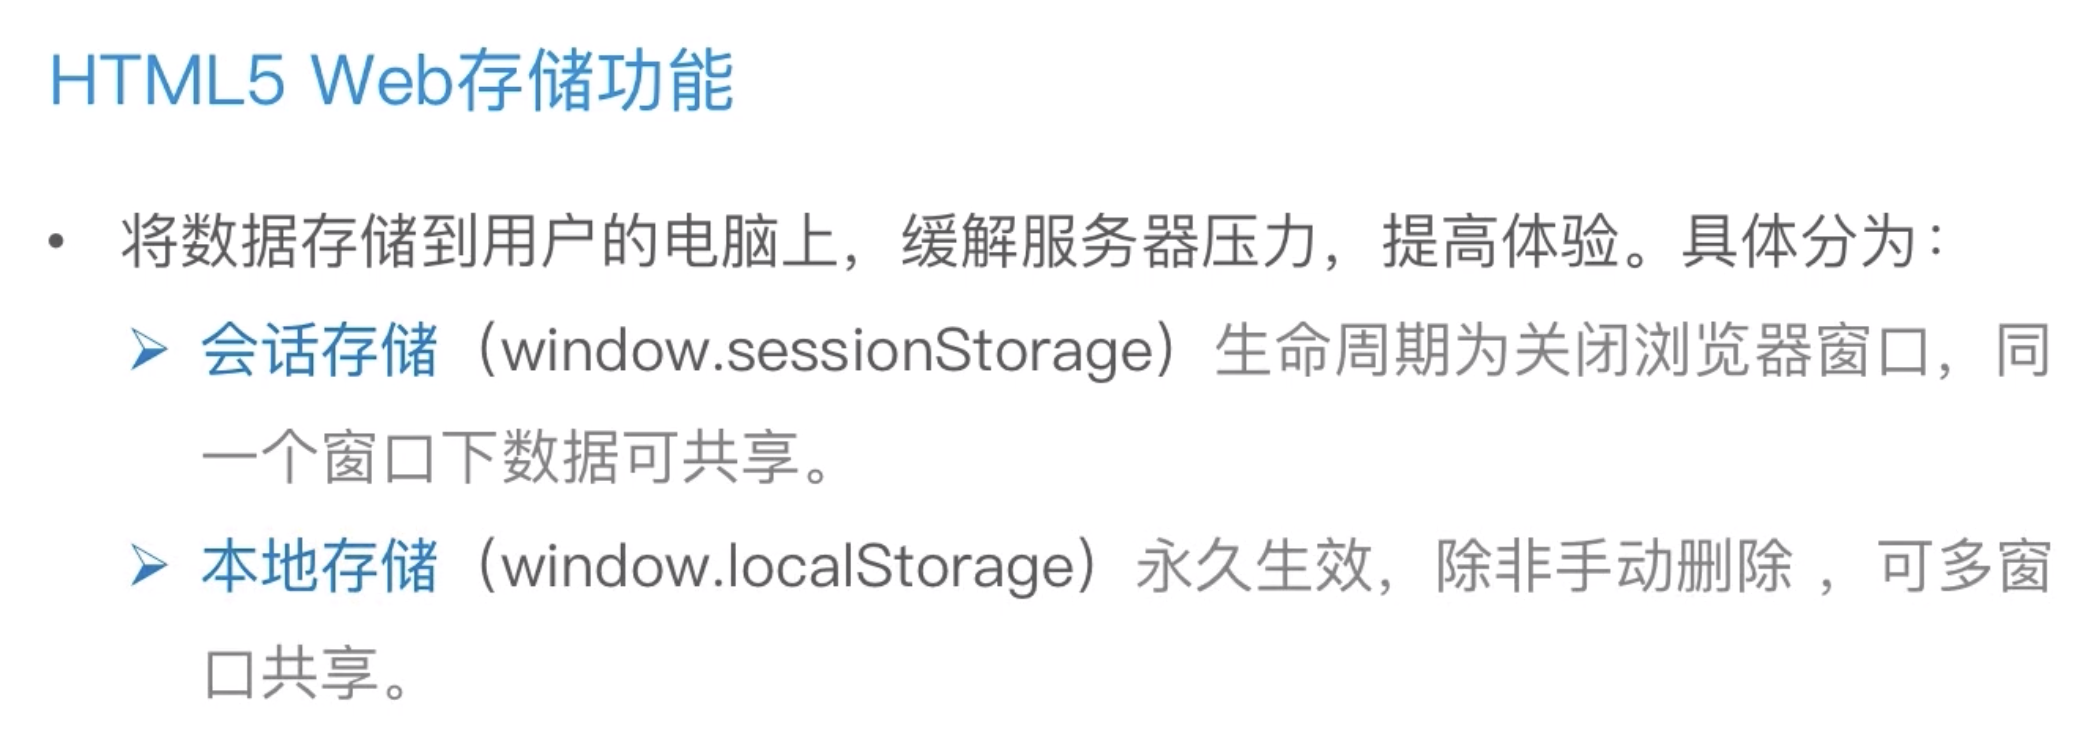 HTML5 Web存储功能
• 将数据存储到用户的电脑上，缓解服务器压力，提高体验。具体分为：
➢ 会话存储（window.sessionStorage）生命周期为关闭浏览器窗口，同
一个窗口下数据可共享。
➢ 本地存储（window.localStorage）永久生效，除非手动删除 ，可多窗
口共享。